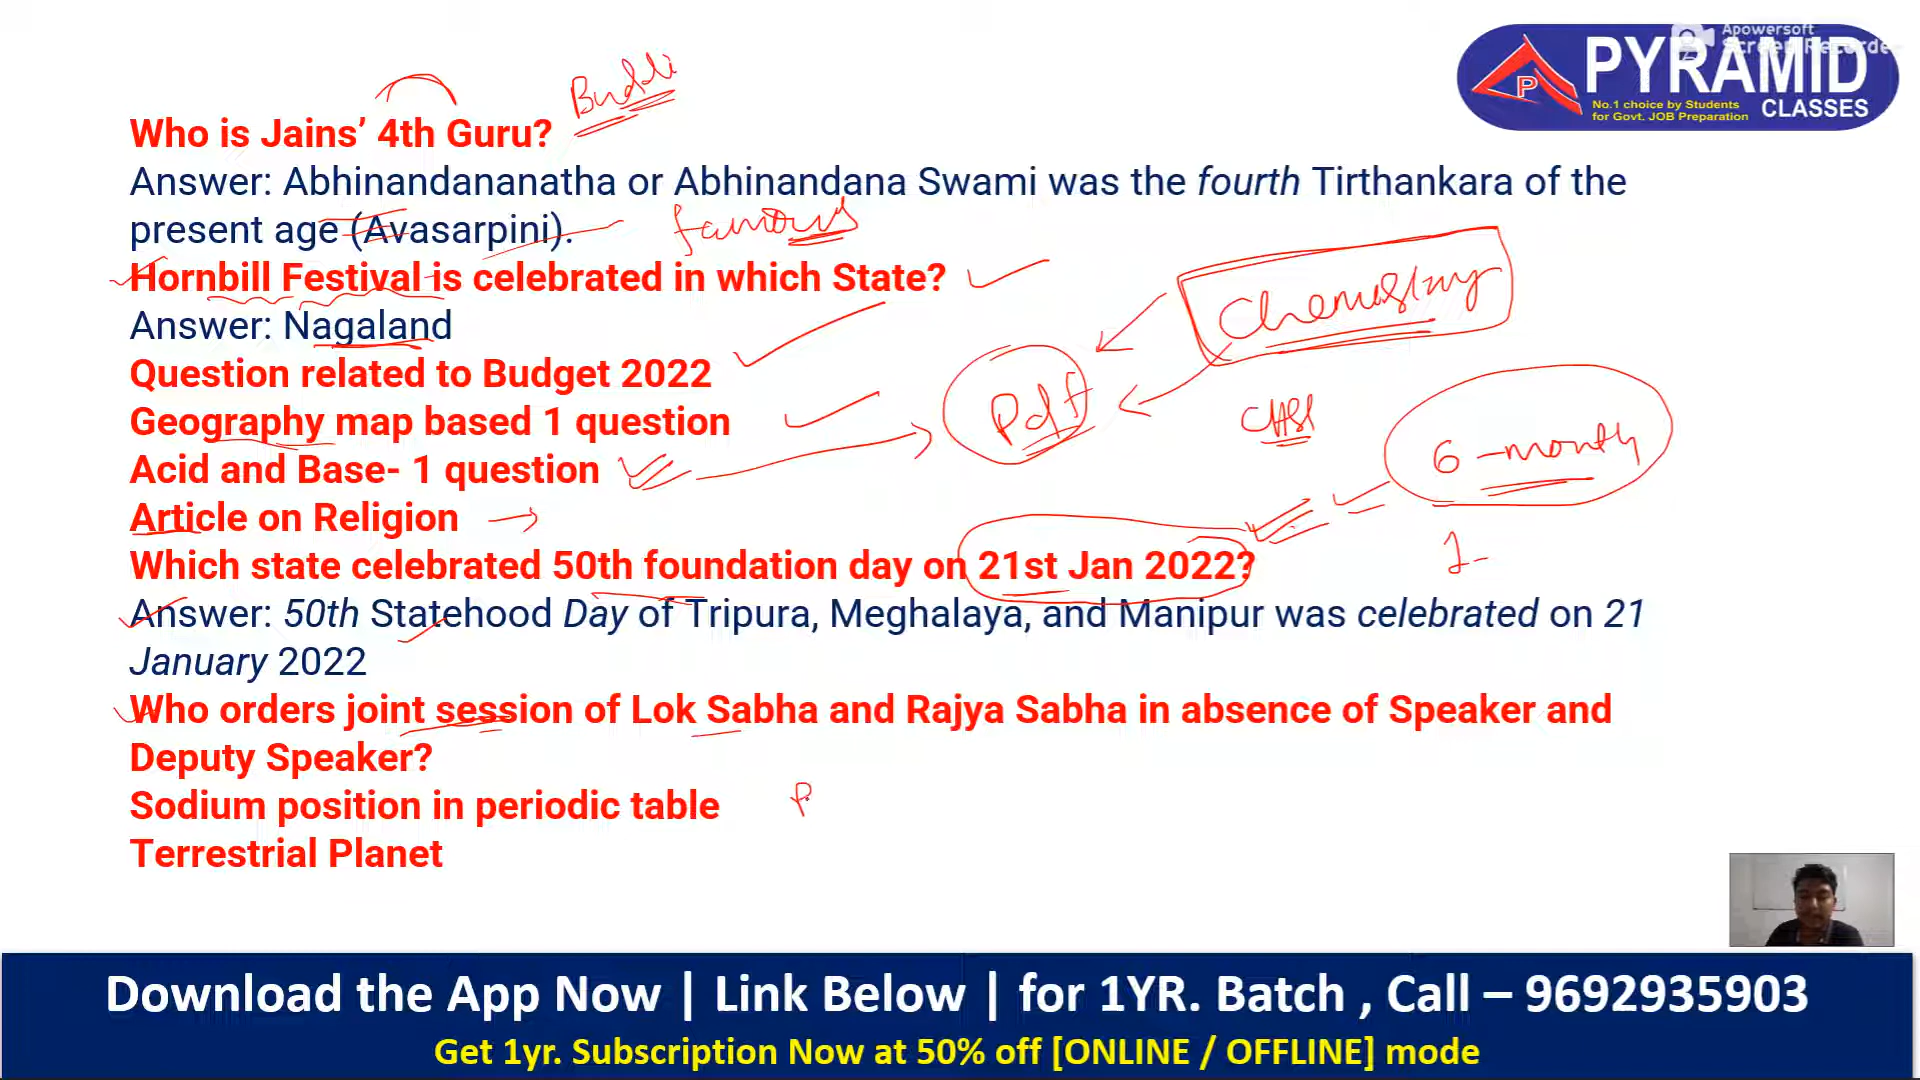 Apowersoft
Screen Recorder
PYRAMID
CLASSES
P
No.1 choice by Students
for Govt. JOB Preparation
Who is Jains’ 4th Guru?
Answer: Abhinandananatha or Abhinandana Swami was the fourth Tirthankara of the
present age (Avasarpini).
famous
Hornbill Festival is celebrated in which State?
Chemistry
Answer: Nagaland
Question related to Budget 2022
Pdf
Geography map based 1 question
6-month
Acid and Base- 1 question
Article on Religion
Which state celebrated 50th foundation day on 21st Jan 2022?
Answer: 50th Statehood Day of Tripura, Meghalaya, and Manipur was celebrated on 21
January 2022
Who orders joint session of Lok Sabha and Rajya Sabha in absence of Speaker and
Deputy Speaker?
Sodium position in periodic table
Terrestrial Planet
Download the App Now | Link Below | for 1YR. Batch , Call – 9692935903
Get 1yr. Subscription Now at 50% off [ONLINE / OFFLINE] mode